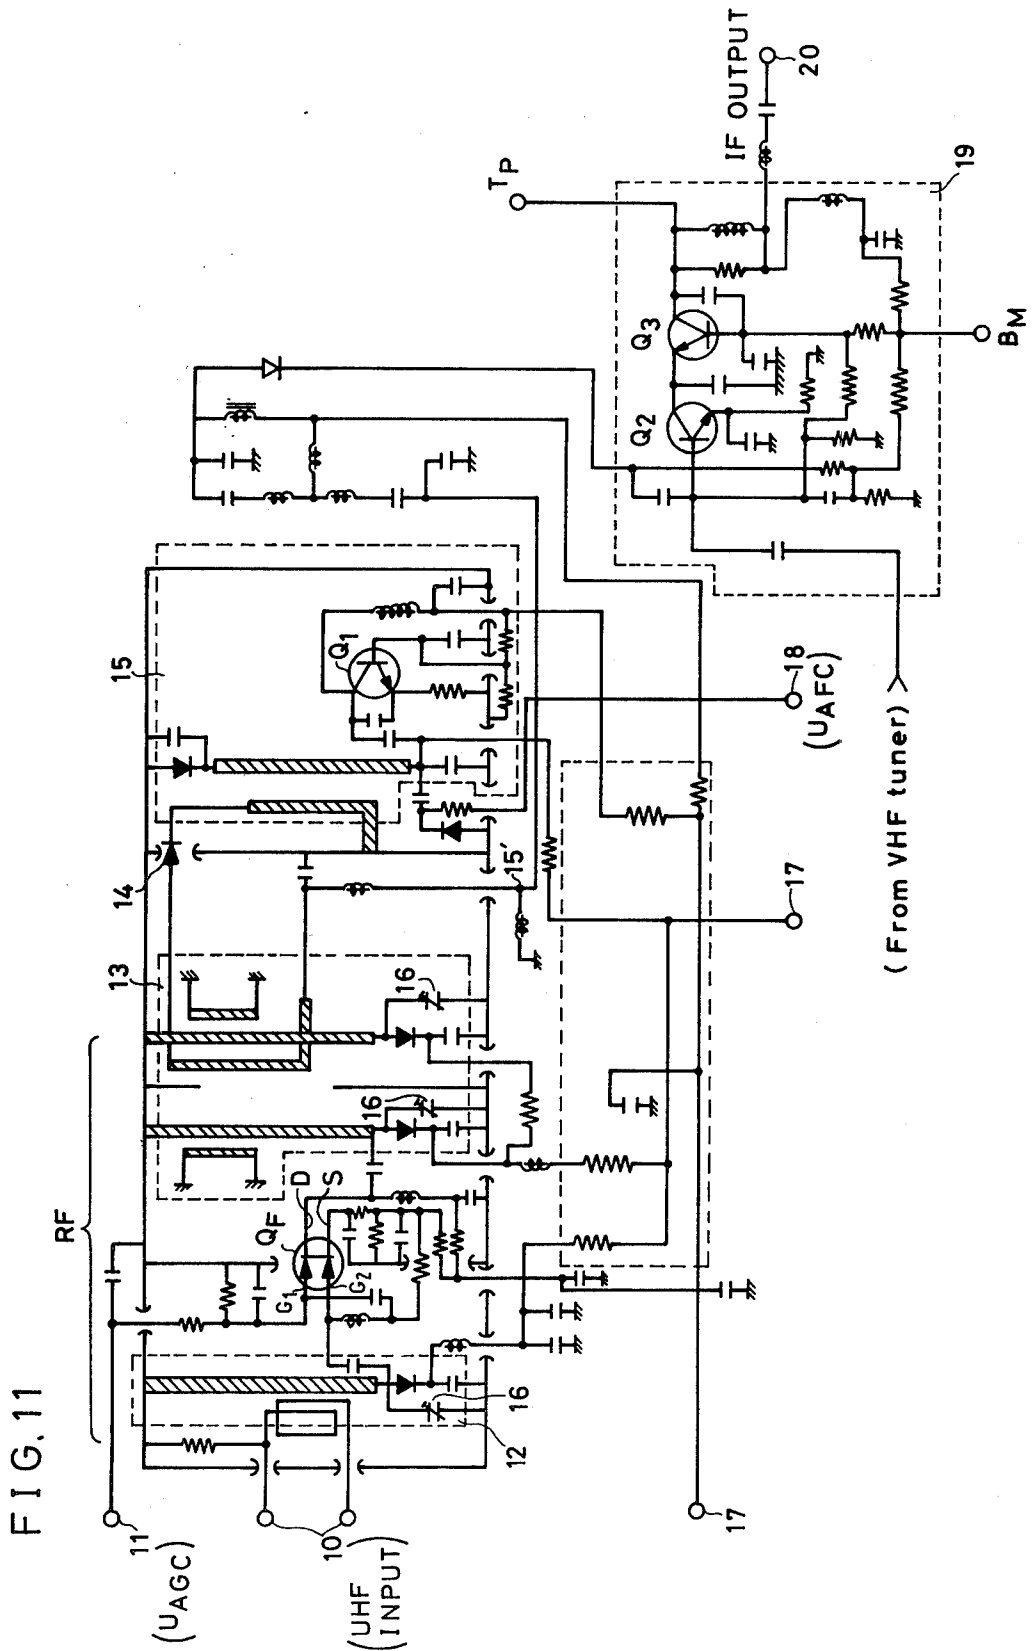 FIG.11
RF
11
(UAGC)
10
(UHF INPUT)
12
16
QF
D
S
G1
G2
13
16
16
14
15
Q1
15'
17
17
18
(UAFC)
(From VHF tuner)
Q2
Q3
TP
BM
19
IF OUTPUT
20